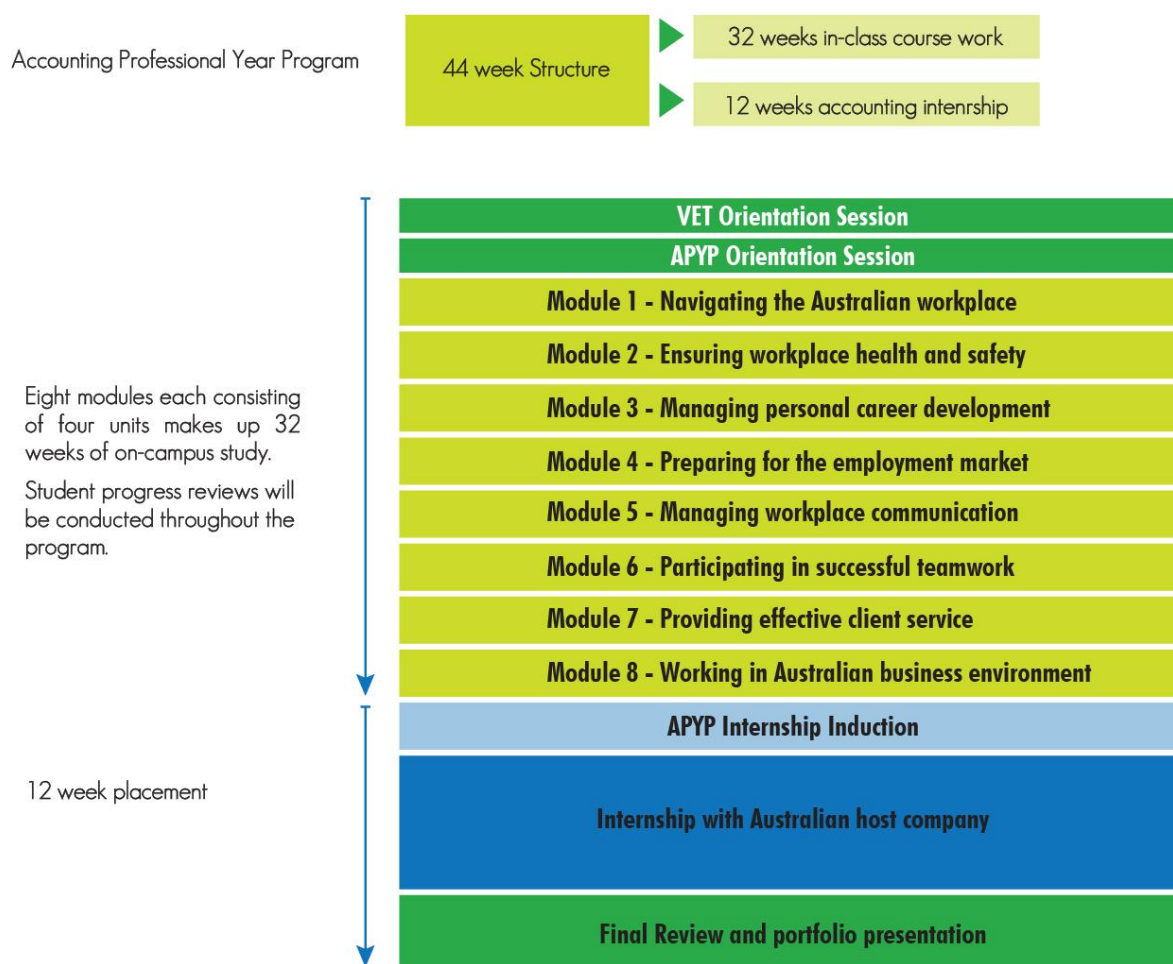 Accounting Professional Year Program
44 week Structure
32 weeks in-class course work
12 weeks accounting intenrship
VET Orientation Session
APYP Orientation Session
Module 1 - Navigating the Australian workplace
Module 2 - Ensuring workplace health and safety
Module 3 - Managing personal career development
Module 4 - Preparing for the employment market
Module 5 - Managing workplace communication
Module 6 - Participating in successful teamwork
Module 7 - Providing effective client service
Module 8 - Working in Australian business environment
Eight modules each consisting
of four units makes up 32
weeks of on-campus study.
Student progress reviews will
be conducted throughout the
program.
APYP Internship Induction
12 week placement
Internship with Australian host company
Final Review and portfolio presentation